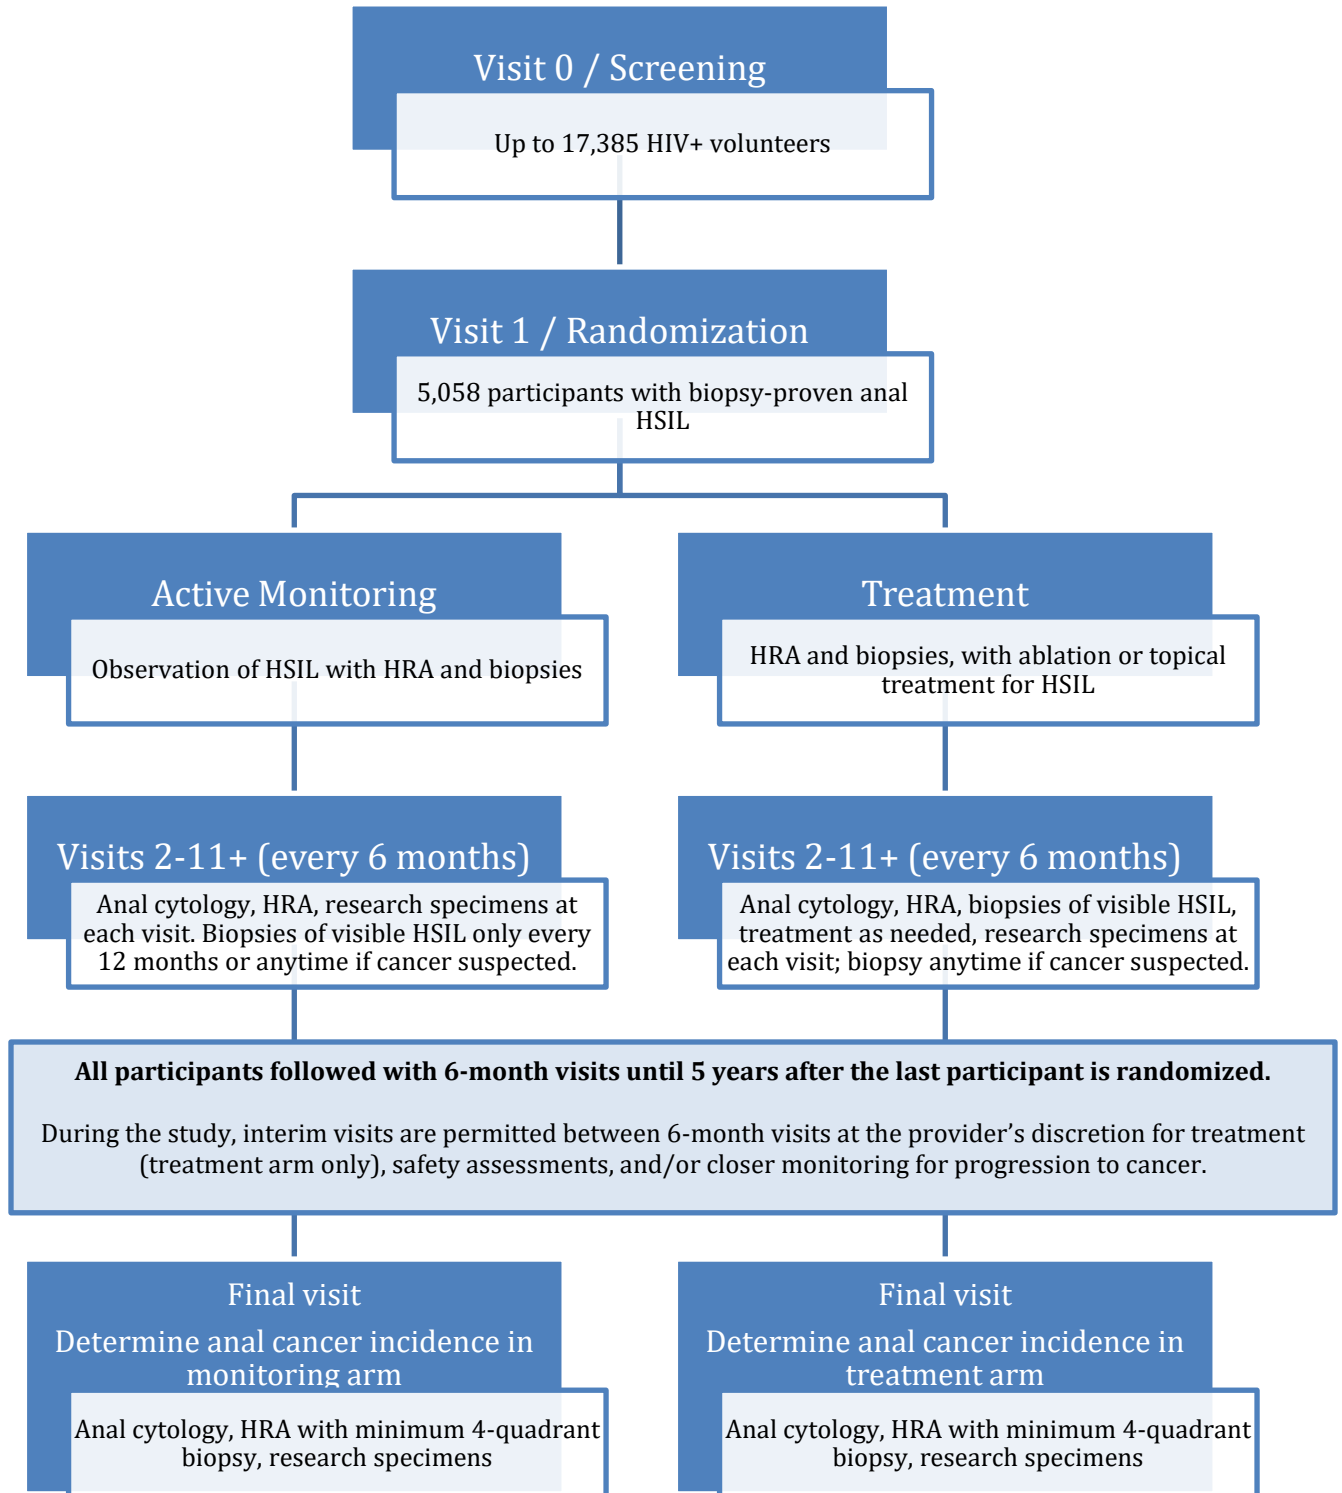 Visit 0 / Screening
Up to 17,385 HIV+ volunteers
Visit 1 / Randomization
5,058 participants with biopsy-proven anal
HSIL
Active Monitoring
Observation of HSIL with HRA and biopsies
Treatment
HRA and biopsies, with ablation or topical
treatment for HSIL
Visits 2-11+ (every 6 months)
Anal cytology, HRA, research specimens at
each visit. Biopsies of visible HSIL only every
12 months or anytime if cancer suspected.
Visits 2-11+ (every 6 months)
Anal cytology, HRA, biopsies of visible HSIL,
treatment as needed, research specimens at
each visit; biopsy anytime if cancer suspected.
All participants followed with 6-month visits until 5 years after the last participant is randomized.
During the study, interim visits are permitted between 6-month visits at the provider’s discretion for treatment
(treatment arm only), safety assessments, and/or closer monitoring for progression to cancer.
Final visit
Determine anal cancer incidence in
monitoring arm
Anal cytology, HRA with minimum 4-quadrant
biopsy, research specimens
Final visit
Determine anal cancer incidence in
treatment arm
Anal cytology, HRA with minimum 4-quadrant
biopsy, research specimens